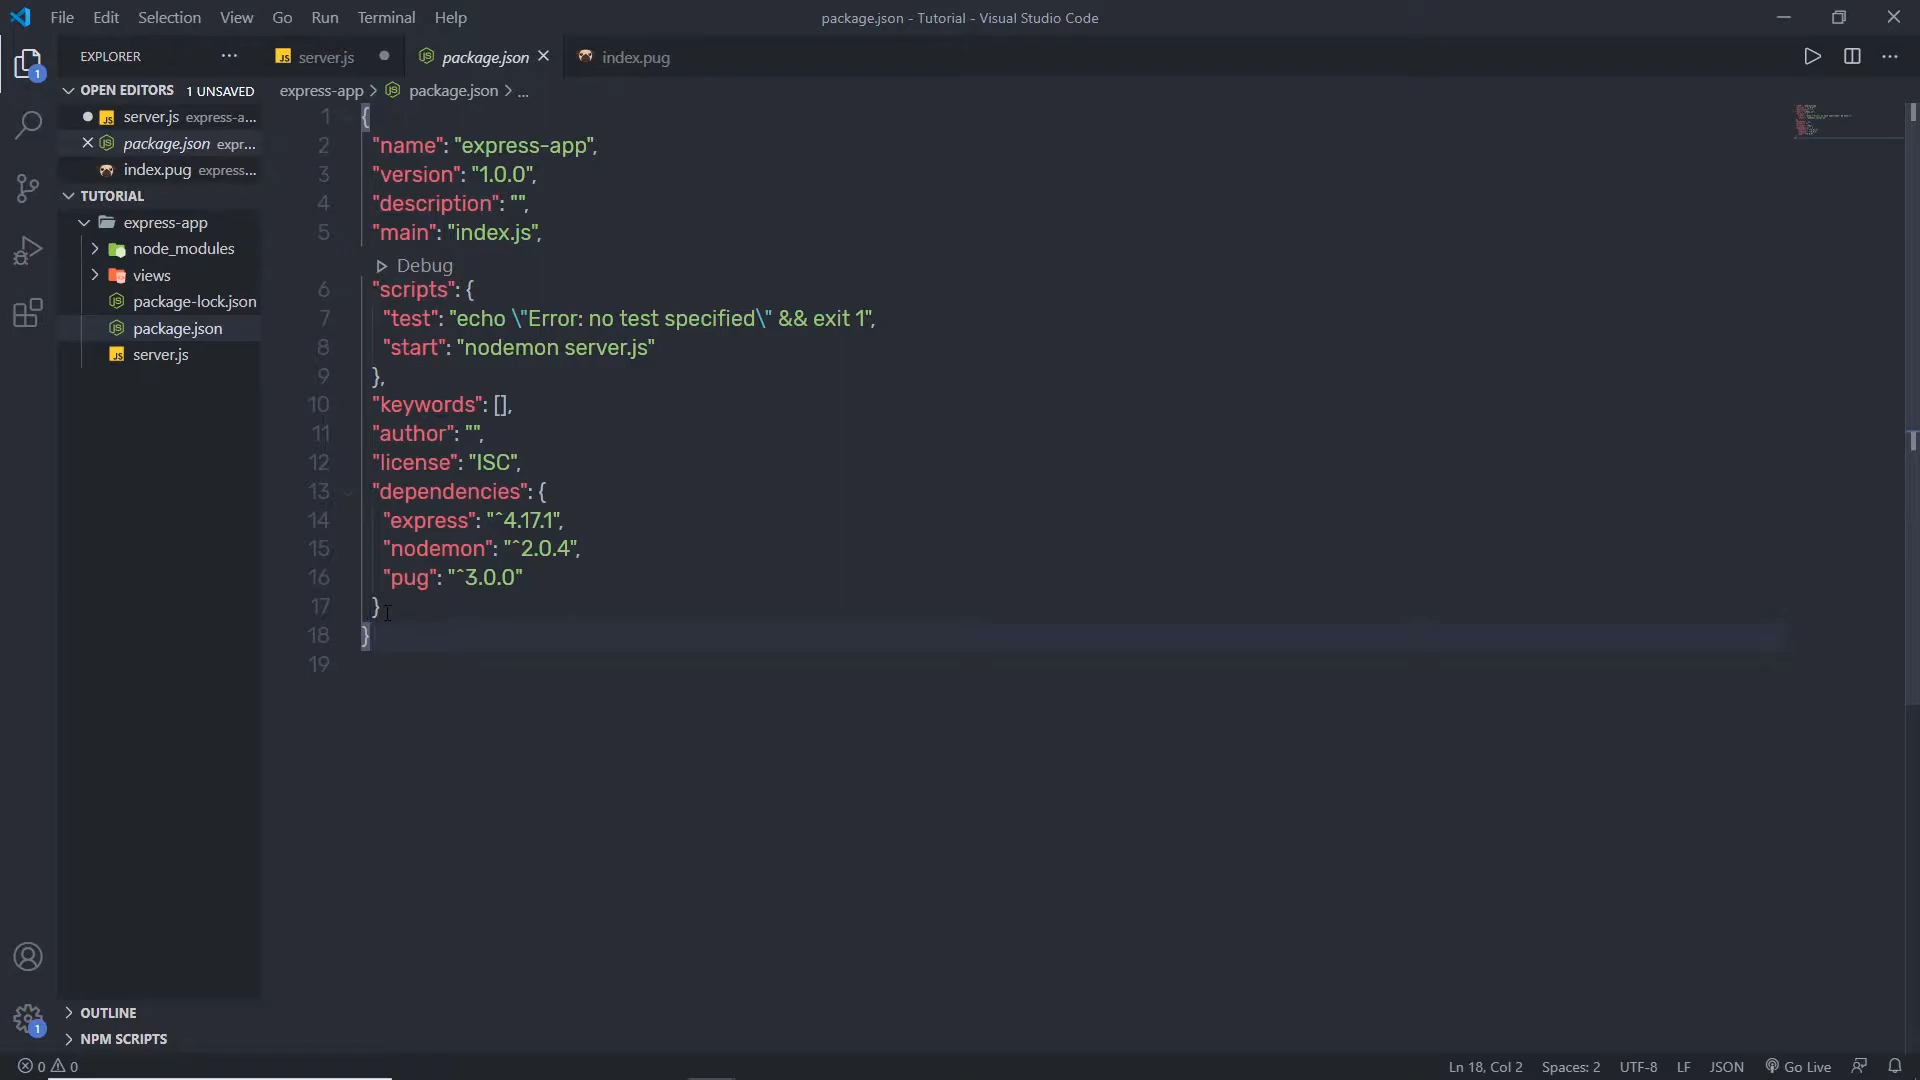 File Edit Selection View Go Run Terminal Help
package.json - Tutorial - Visual Studio Code
EXPLORER
server.js
package.json
index.pug
OPEN EDITORS 1 UNSAVED
server.js express-a...
package.json expr...
index.pug express...
TUTORIAL
express-app
node_modules
views
package-lock.json
package.json
server.js
OUTLINE
NPM SCRIPTS
express-app > package.json > ...
1 {
2 "name": "express-app",
3 "version": "1.0.0",
4 "description": "",
5 "main": "index.js",
Debug
6 "scripts": {
7 "test": "echo \"Error: no test specified\" && exit 1",
8 "start": "nodemon server.js"
9 },
10 "keywords": [],
11 "author": "",
12 "license": "ISC",
13 "dependencies": {
14 "express": "^4.17.1",
15 "nodemon": "^2.0.4",
16 "pug": "^3.0.0"
17 }
18 }
19
1
1
0 0
Ln 18, Col 2 Spaces: 2 UTF-8 LF JSON Go Live